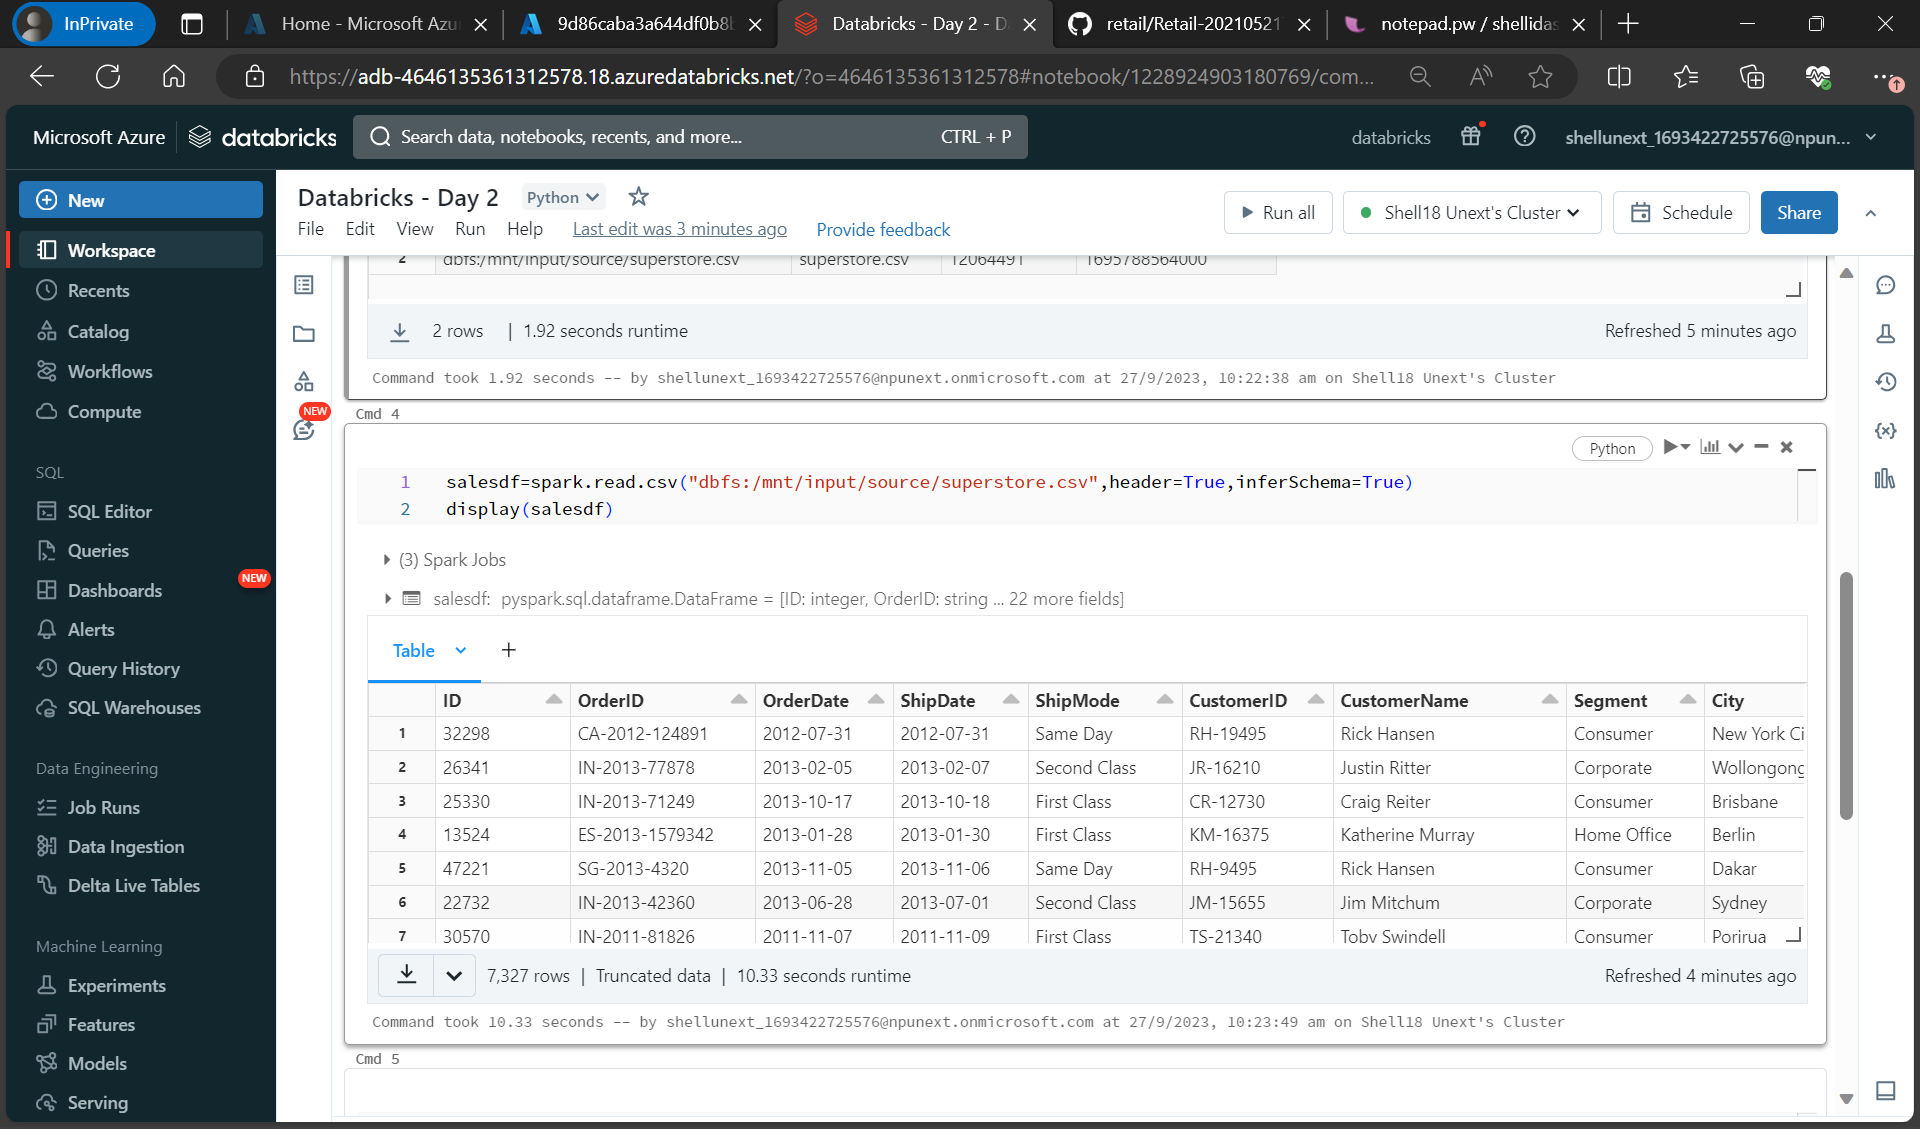 InPrivate
Home - Microsoft Azu
9d86caba3a644df0b8b
Databricks - Day 2 - D
retail/Retail-20210521
notepad.pw / shellidas
https://adb-4646135361312578.18.azuredatabricks.net/?o=4646135361312578#notebook/1228924903180769/com...
Microsoft Azure
databricks
Search data, notebooks, recents, and more...
CTRL + P
databricks
shellunext_1693422725576@npun...
New
Workspace
Recents
Catalog
Workflows
Compute
SQL
SQL Editor
Queries
Dashboards
NEW
Alerts
Query History
SQL Warehouses
Data Engineering
Job Runs
Data Ingestion
Delta Live Tables
Machine Learning
Experiments
Features
Models
Serving
Databricks - Day 2
Python
File Edit View Run Help Last edit was 3 minutes ago Provide feedback
Run all
Shell18 Unext's Cluster
Schedule
Share
NEW
2 dbfs:/mnt/input/source/superstore.csv superstore.csv 12064491 1695788564000
2 rows | 1.92 seconds runtime
Refreshed 5 minutes ago
Command took 1.92 seconds -- by shellunext_1693422725576@npunext.onmicrosoft.com at 27/9/2023, 10:22:38 am on Shell18 Unext's Cluster
Cmd 4
Python
1 salesdf=spark.read.csv("dbfs:/mnt/input/source/superstore.csv",header=True,inferSchema=True)
2 display(salesdf)
(3) Spark Jobs
salesdf: pyspark.sql.dataframe.DataFrame = [ID: integer, OrderID: string ... 22 more fields]
Table +
ID OrderID OrderDate ShipDate ShipMode CustomerID CustomerName Segment City
1 32298 CA-2012-124891 2012-07-31 2012-07-31 Same Day RH-19495 Rick Hansen Consumer New York Ci
2 26341 IN-2013-77878 2013-02-05 2013-02-07 Second Class JR-16210 Justin Ritter Corporate Wollongong
3 25330 IN-2013-71249 2013-10-17 2013-10-18 First Class CR-12730 Craig Reiter Consumer Brisbane
4 13524 ES-2013-1579342 2013-01-28 2013-01-30 First Class KM-16375 Katherine Murray Home Office Berlin
5 47221 SG-2013-4320 2013-11-05 2013-11-06 Same Day RH-9495 Rick Hansen Consumer Dakar
6 22732 IN-2013-42360 2013-06-28 2013-07-01 Second Class JM-15655 Jim Mitchum Corporate Sydney
7 30570 IN-2011-81826 2011-11-07 2011-11-09 First Class TS-21340 Toby Swindell Consumer Porirua
7,327 rows | Truncated data | 10.33 seconds runtime
Refreshed 4 minutes ago
Command took 10.33 seconds -- by shellunext_1693422725576@npunext.onmicrosoft.com at 27/9/2023, 10:23:49 am on Shell18 Unext's Cluster
Cmd 5